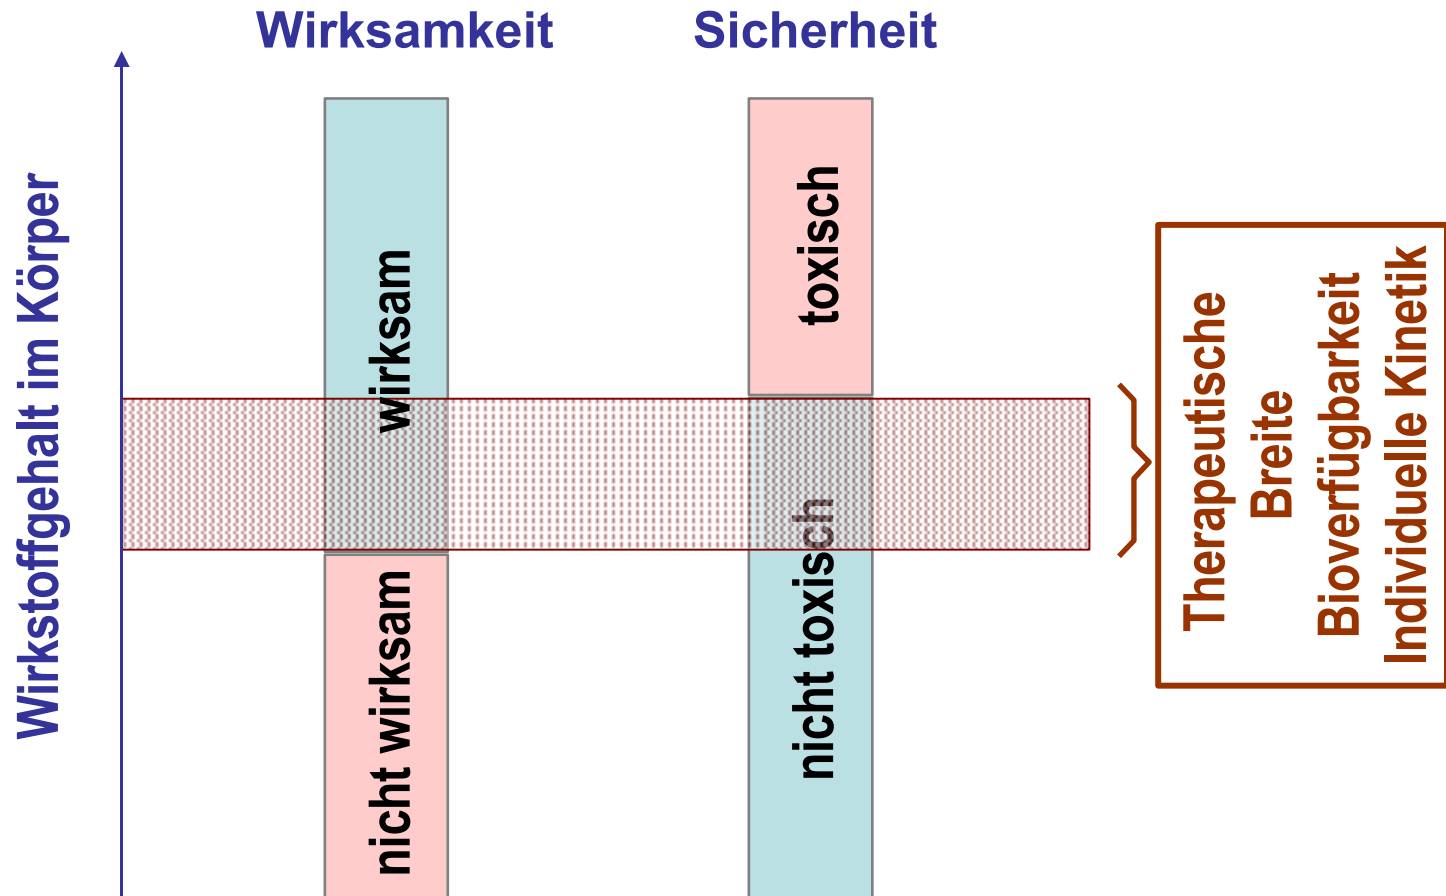 Wirksamkeit
Sicherheit
Wirkstoffgehalt im Körper
wirksam
nicht wirksam
toxisch
nicht toxisch
Therapeutische
Breite
Bioverfügbarkeit
Individuelle Kinetik